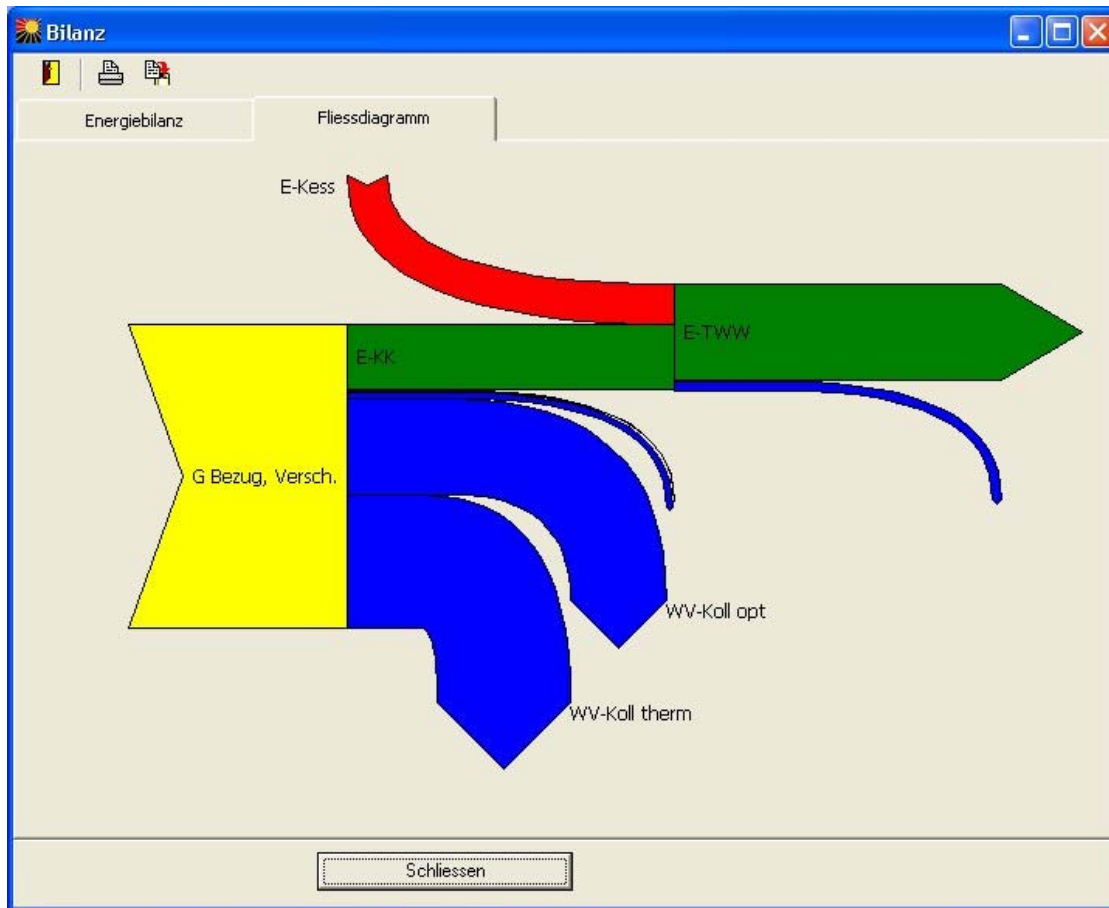 Bilanz
Energiebilanz
Fliessdiagramm
E-Kess
E-TWW
E-KK
G Bezug, Versch.
WV-Koll opt
WV-Koll therm
Schliessen